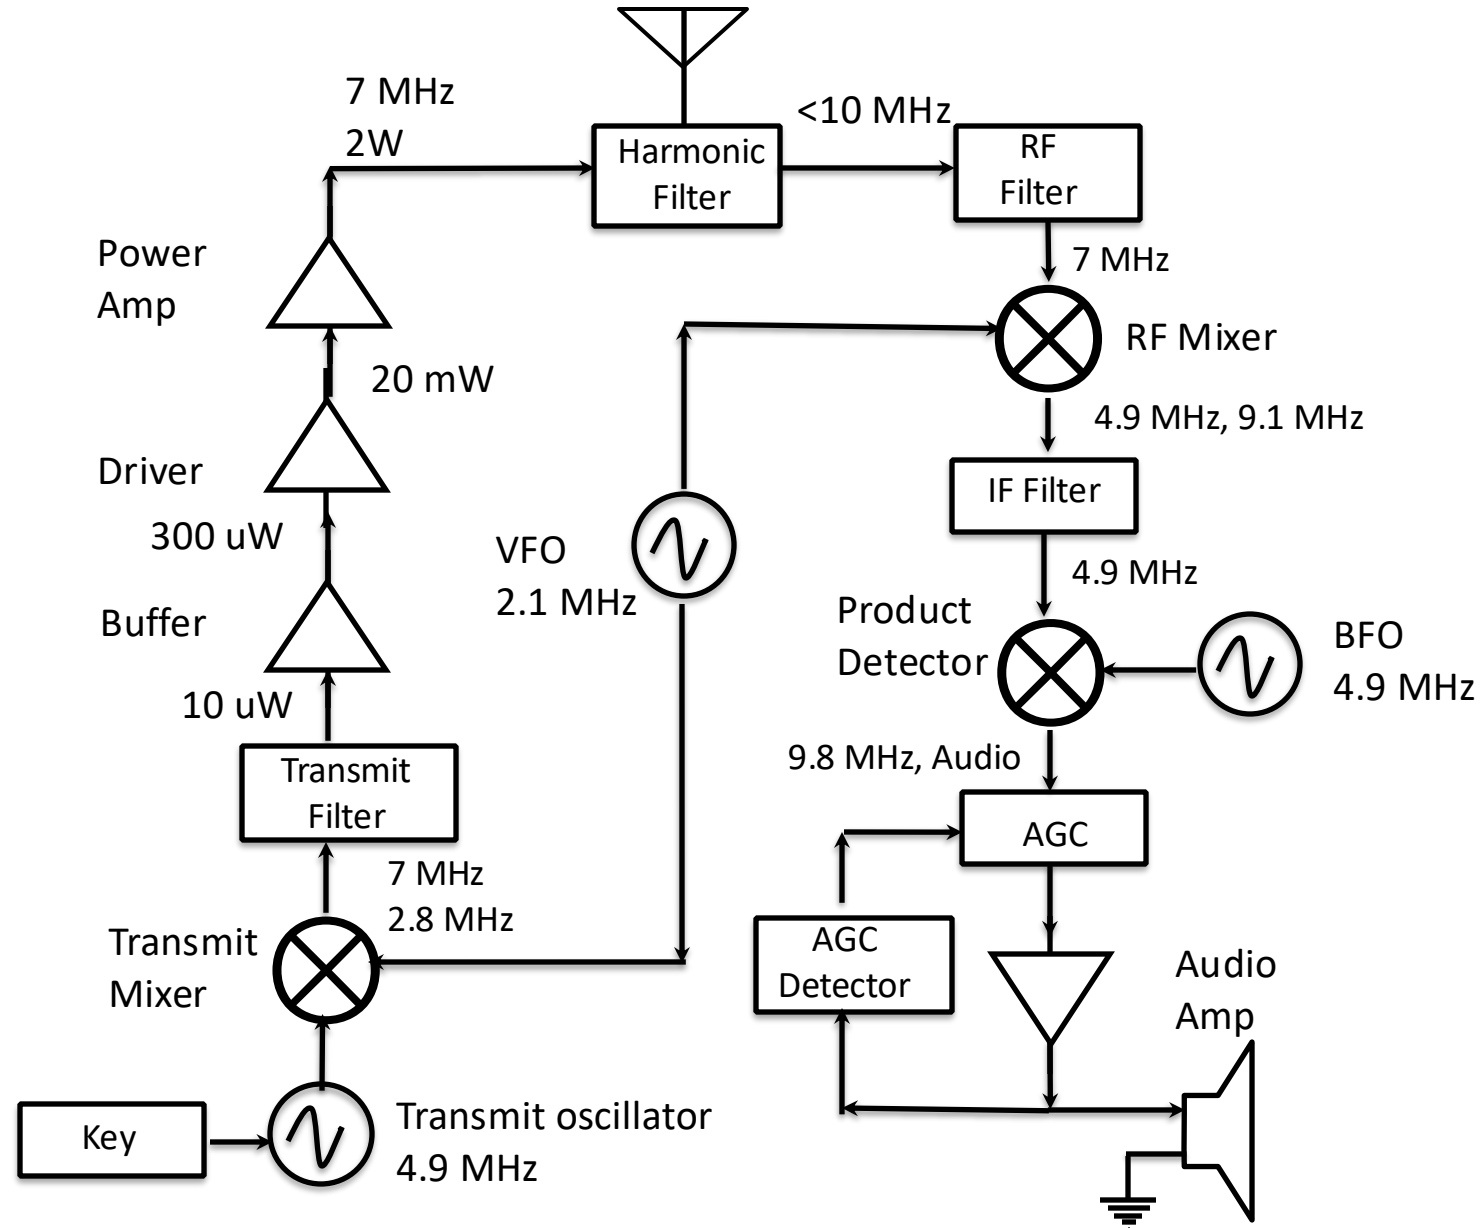 7 MHz
2W
<10 MHz
Harmonic
Filter
RF
Filter
Power
Amp
7 MHz
RF Mixer
20 mW
4.9 MHz, 9.1 MHz
Driver
IF Filter
300 uW
VFO
2.1 MHz
4.9 MHz
Buffer
Product
Detector
BFO
4.9 MHz
10 uW
Transmit
Filter
9.8 MHz, Audio
AGC
7 MHz
2.8 MHz
Transmit
Mixer
AGC
Detector
Audio
Amp
Key
Transmit oscillator
4.9 MHz